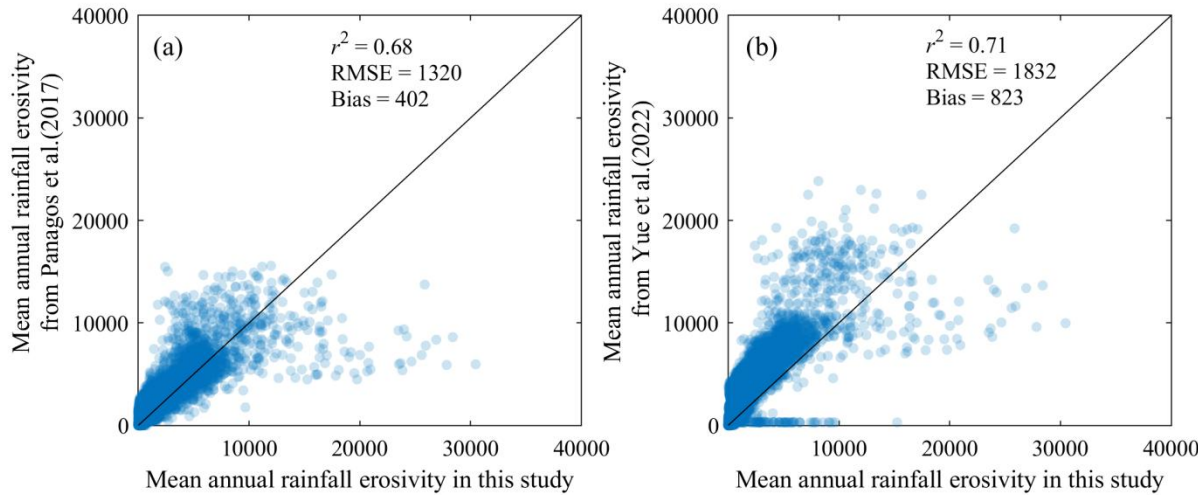 (a)
r² = 0.68
RMSE = 1320
Bias = 402
Mean annual rainfall erosivity
from Panagos et al.(2017)
40000
30000
20000
10000
0
10000
20000
30000
40000
Mean annual rainfall erosivity in this study
(b)
r² = 0.71
RMSE = 1832
Bias = 823
Mean annual rainfall erosivity
from Yue et al.(2022)
40000
30000
20000
10000
0
10000
20000
30000
40000
Mean annual rainfall erosivity in this study